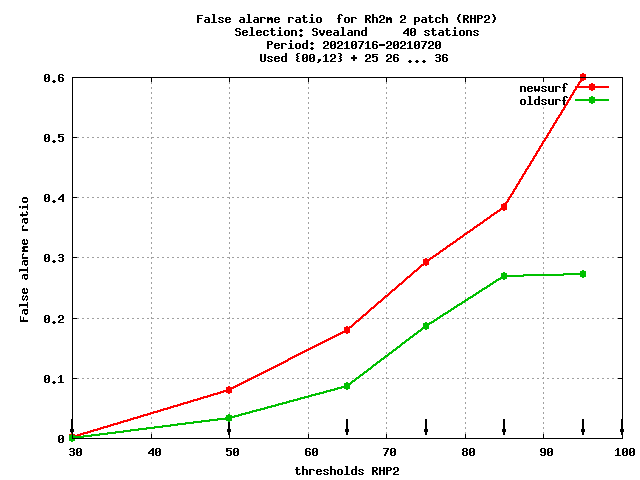 False alarme ratio  for Rh2m 2 patch (RHP2)
Selection: Svealand     40 stations
Period: 20210716-20210720
Used {00,12} + 25 26 ... 36
newsurf
oldsurf
False alarme ratio
0.6
0.5
0.4
0.3
0.2
0.1
0
30 40 50 60 70 80 90 100
thresholds RHP2